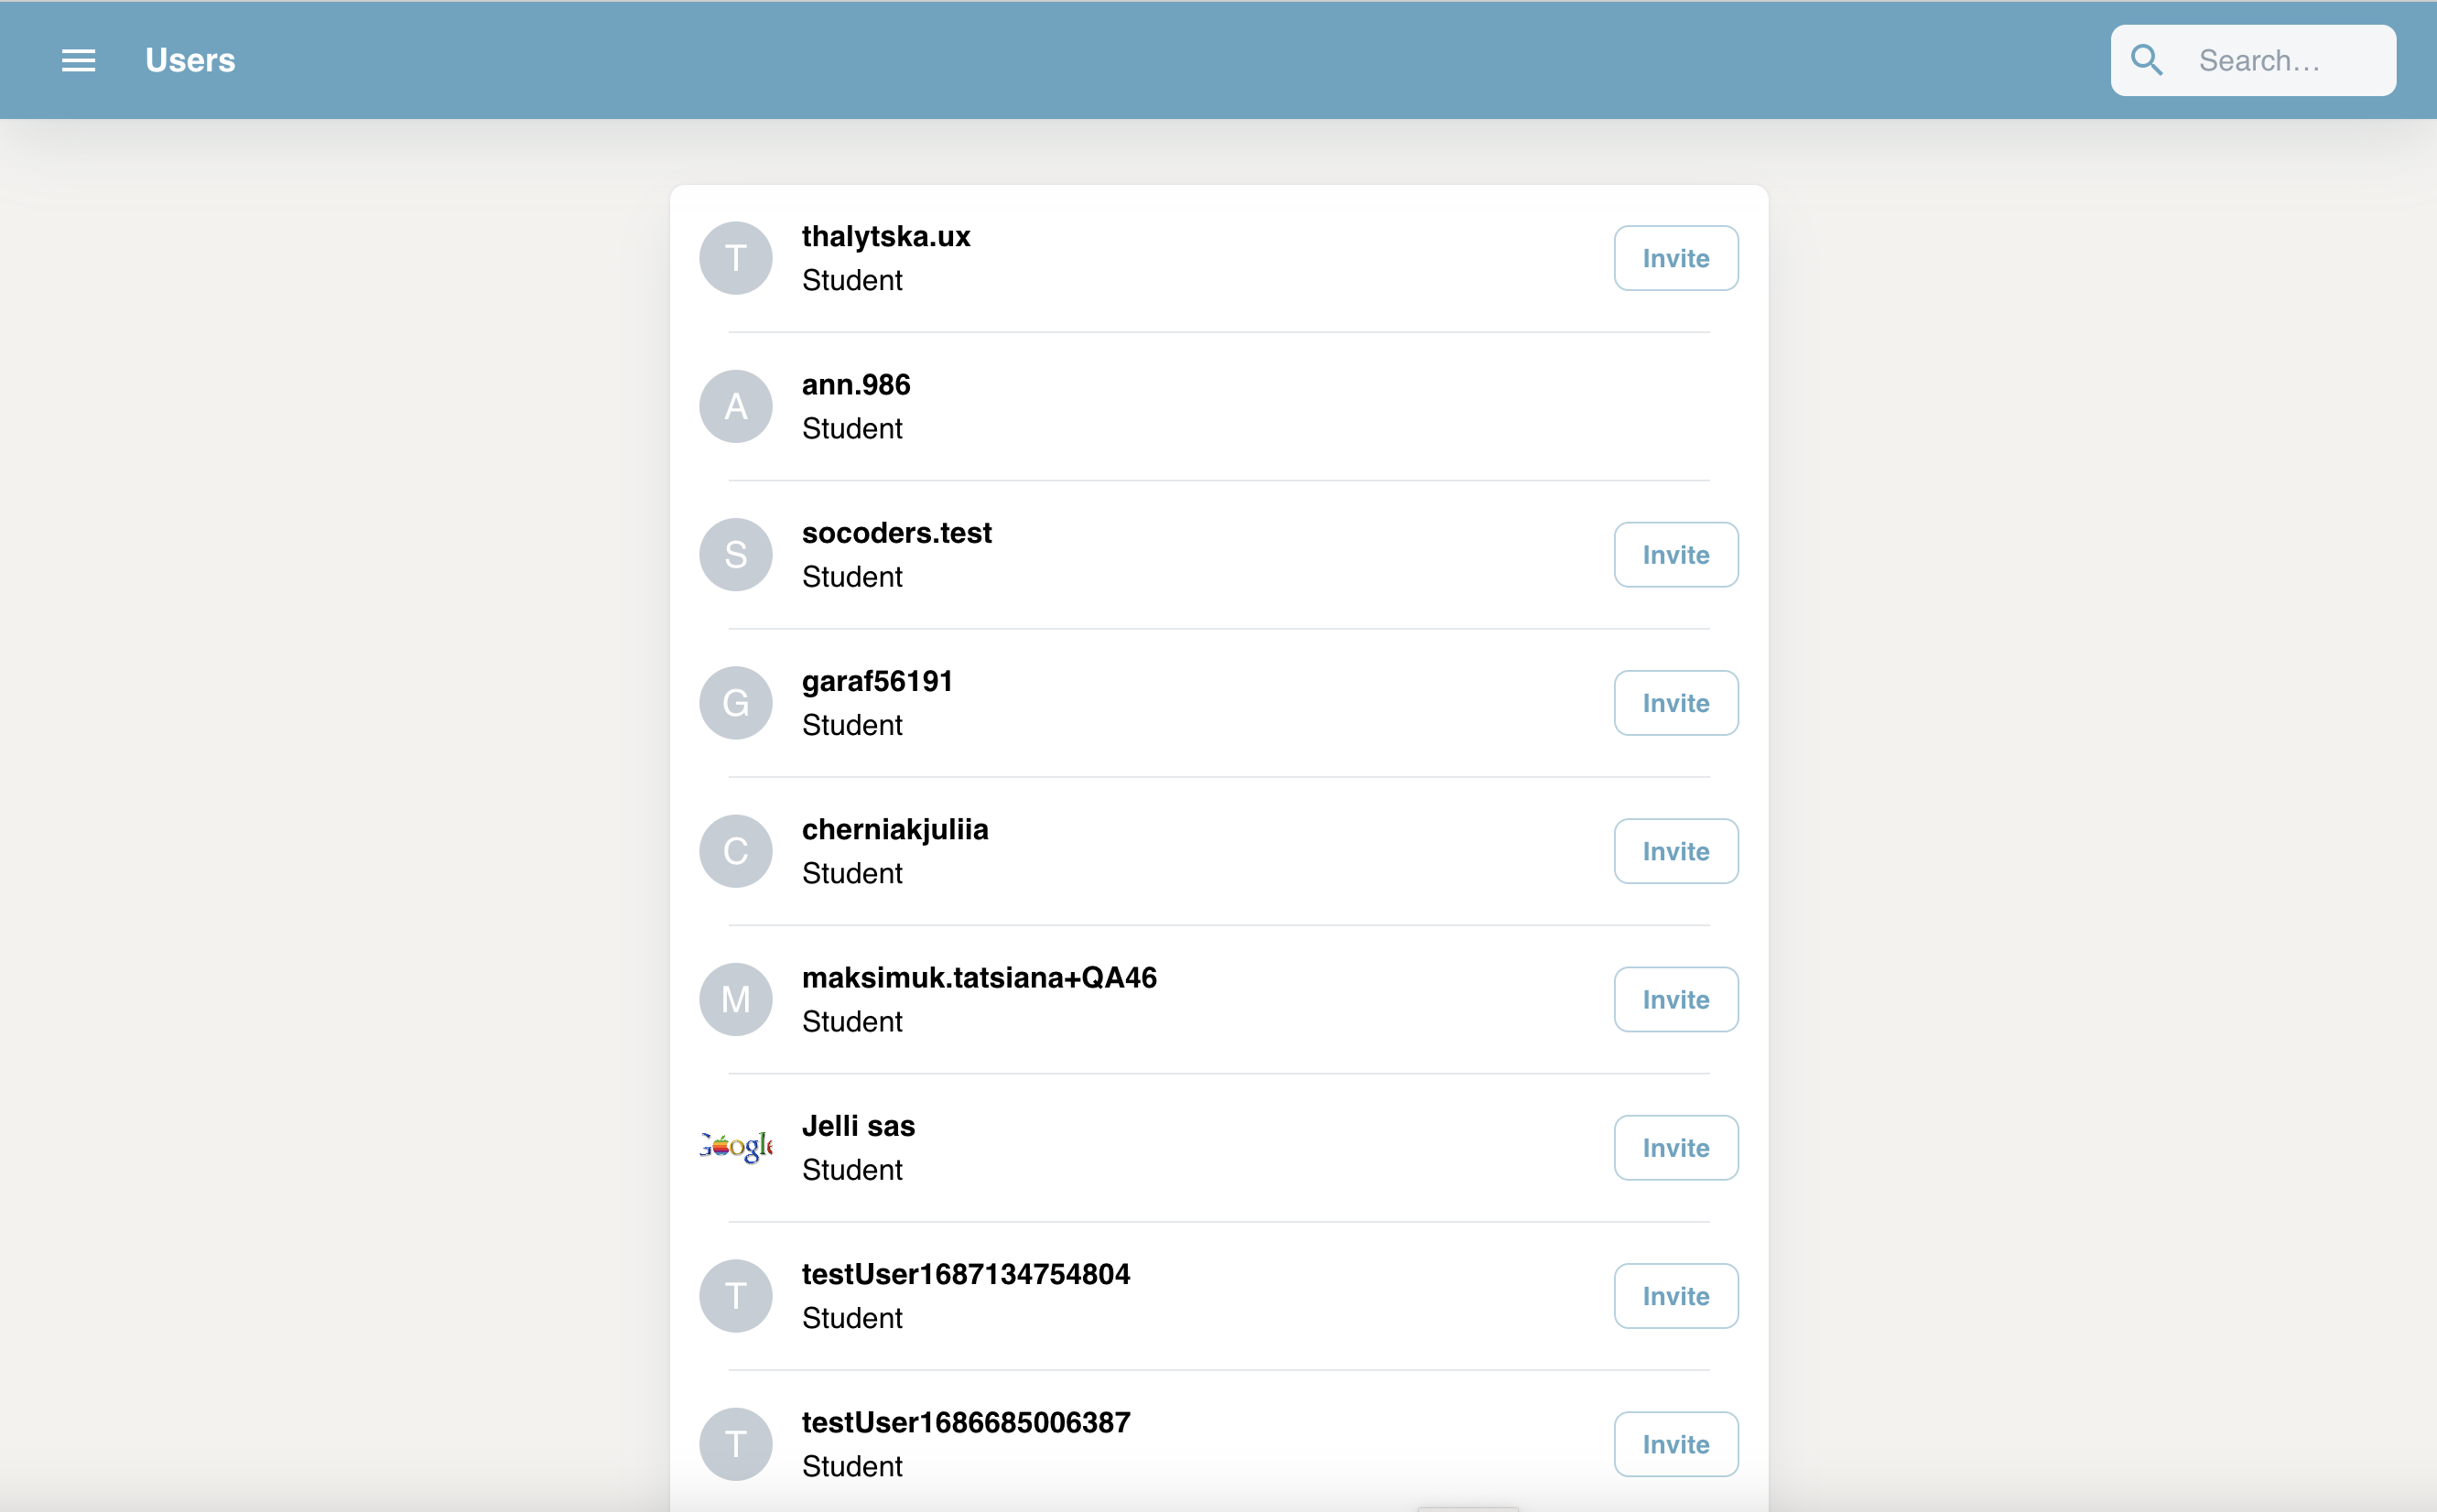 Users
Search...
T
thalytska.ux
Student
Invite
A
ann.986
Student
S
socoders.test
Student
Invite
G
garaf56191
Student
Invite
C
cherniakjuliia
Student
Invite
M
maksimuk.tatsiana+QA46
Student
Invite
Google
Jelli sas
Student
Invite
T
testUser1687134754804
Student
Invite
T
testUser1686685006387
Student
Invite